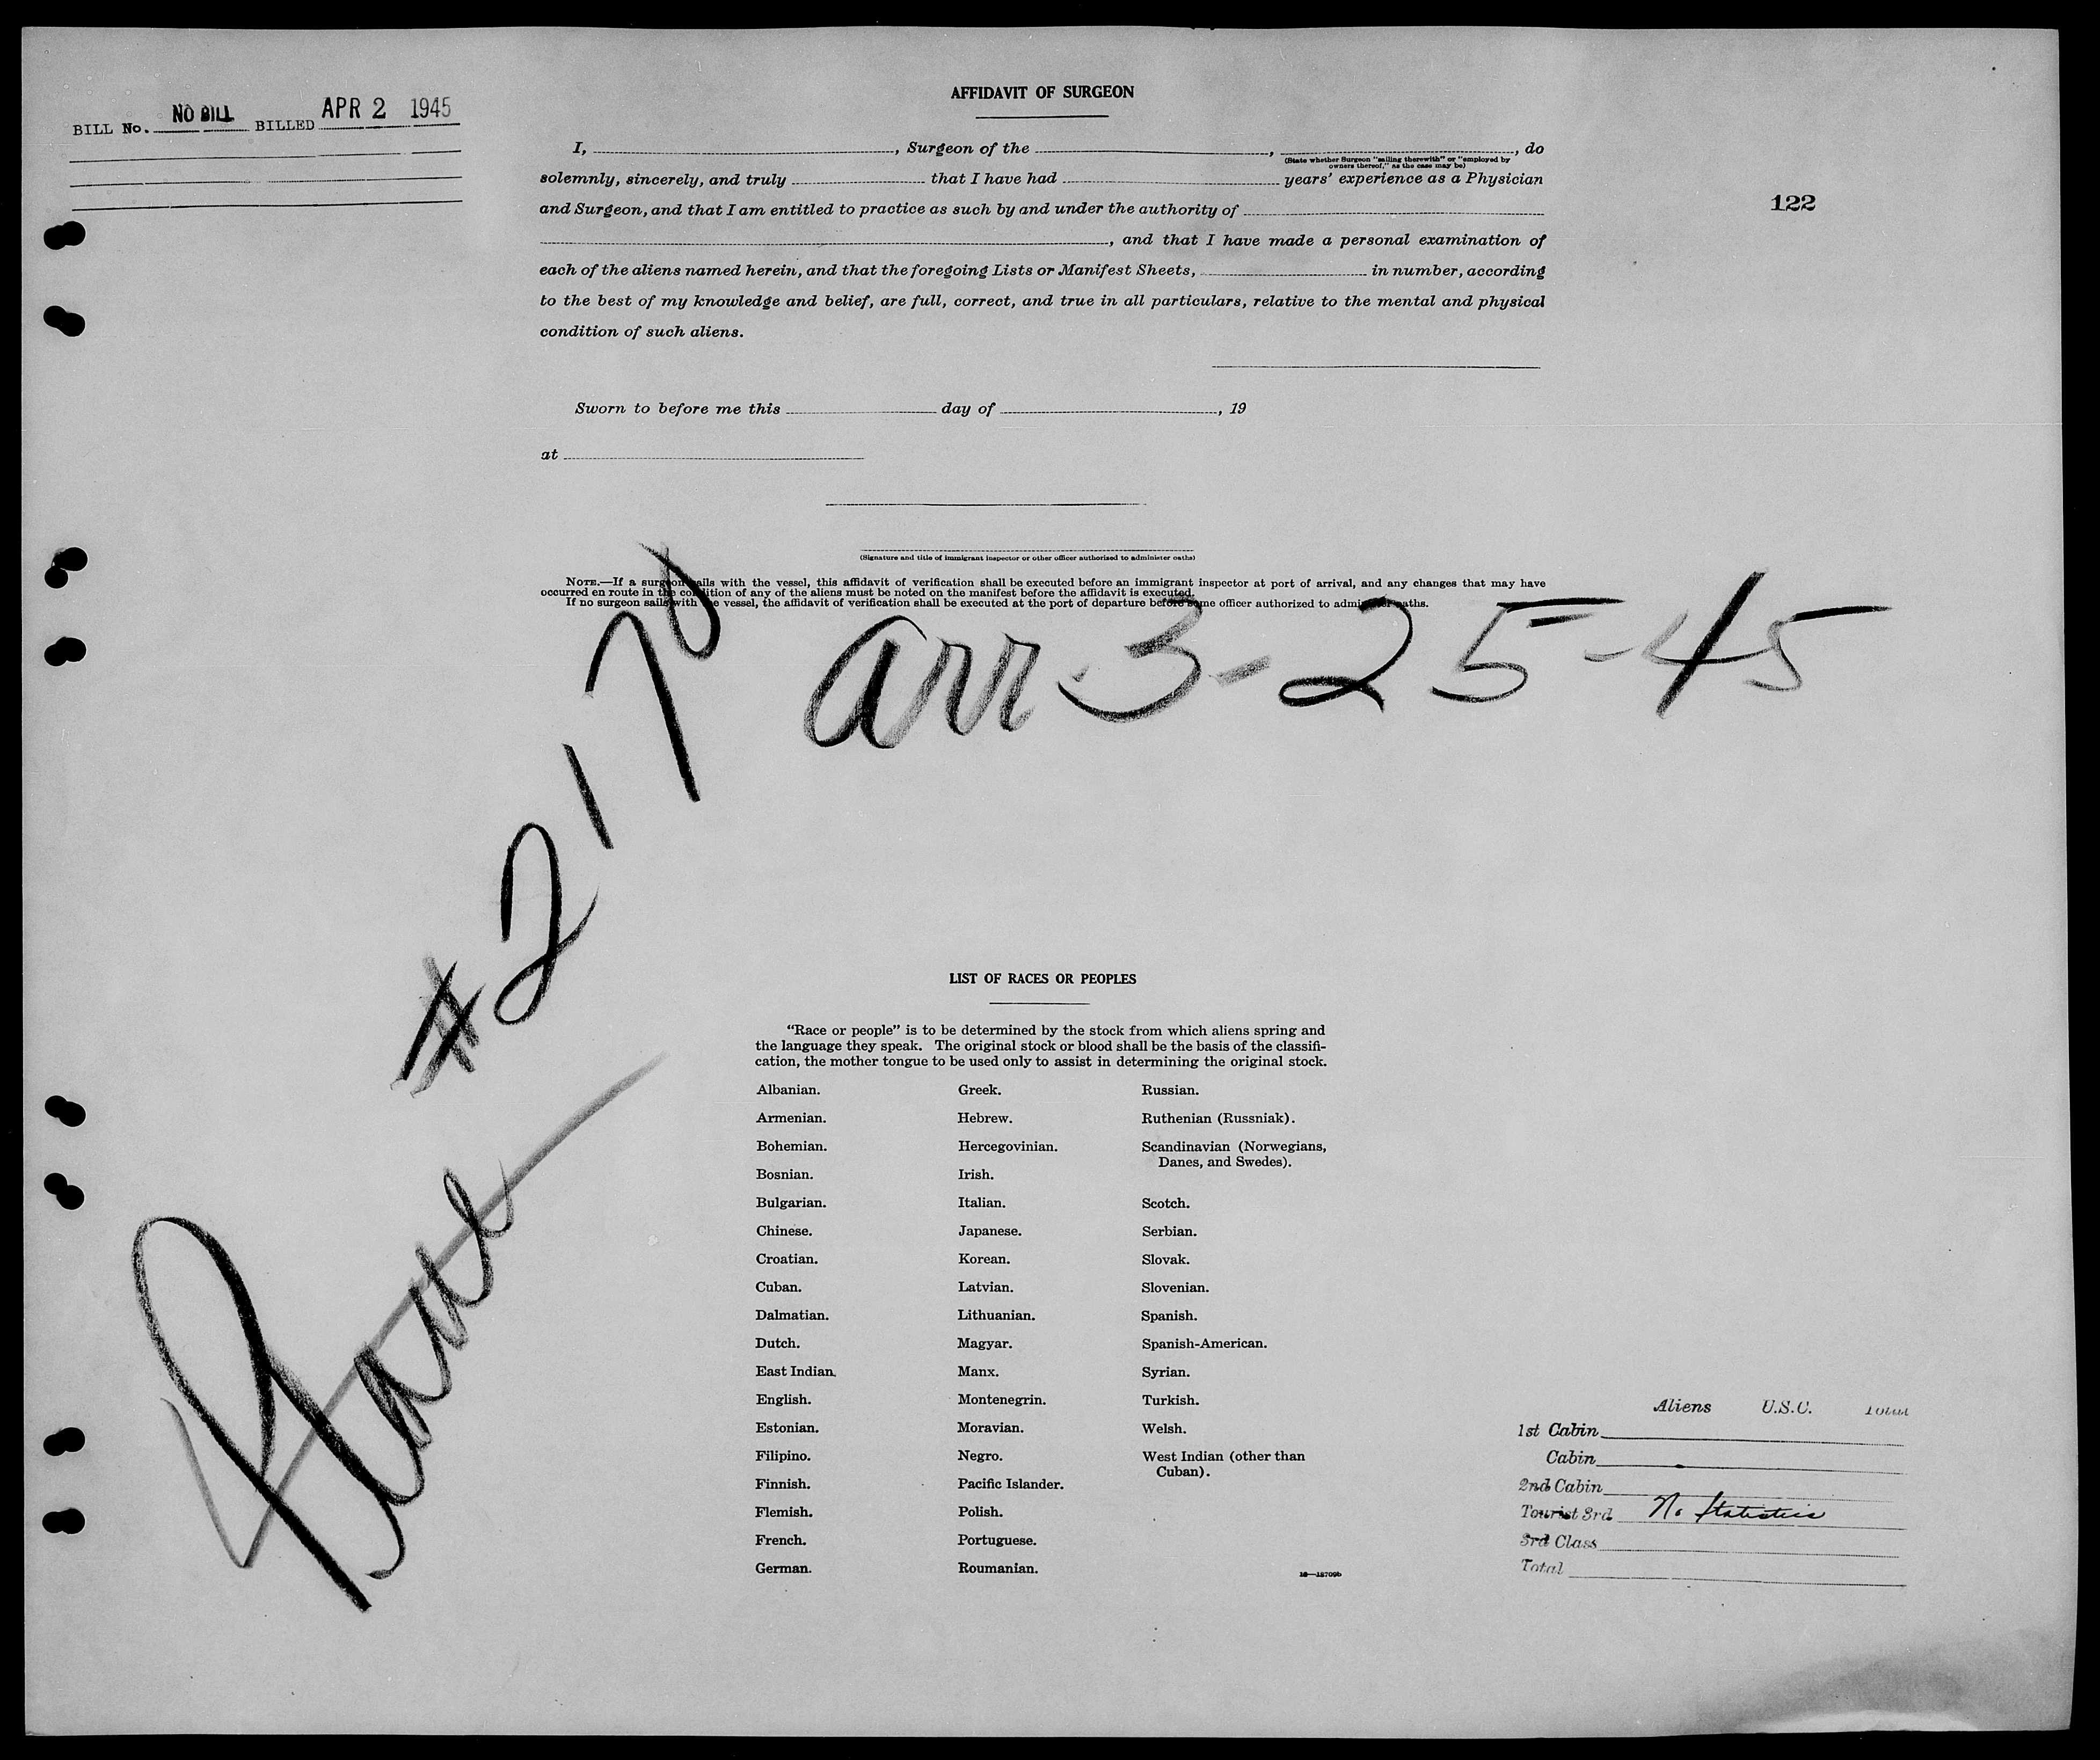 BILL No. NO BILL BILLED APR 2 1945
AFFIDAVIT OF SURGEON
I, , Surgeon of the , , do
(State whether Surgeon "sailing therewith" or "employed by
owners thereof," as the case may be)
solemnly, sincerely, and truly that I have had years' experience as a Physician
and Surgeon, and that I am entitled to practice as such by and under the authority of
, and that I have made a personal examination of
each of the aliens named herein, and that the foregoing Lists or Manifest Sheets, in number, according
to the best of my knowledge and belief, are full, correct, and true in all particulars, relative to the mental and physical
condition of such aliens.
122
Sworn to before me this day of , 19
at
(Signature and title of immigrant inspector or other officer authorized to administer oaths)
NOTE.—If a surgeon sails with the vessel, this affidavit of verification shall be executed before an immigrant inspector at port of arrival, and any changes that may have
occurred en route in the condition of any of the aliens must be noted on the manifest before the affidavit is executed.
If no surgeon sails with the vessel, the affidavit of verification shall be executed at the port of departure before some officer authorized to administer oaths.
arr 3-25-45
#2170
LIST OF RACES OR PEOPLES
"Race or people" is to be determined by the stock from which aliens spring and
the language they speak. The original stock or blood shall be the basis of the classifi-
cation, the mother tongue to be used only to assist in determining the original stock.
Albanian.
Armenian.
Bohemian.
Bosnian.
Bulgarian.
Chinese.
Croatian.
Cuban.
Dalmatian.
Dutch.
East Indian.
English.
Estonian.
Filipino.
Finnish.
Flemish.
French.
German.
Greek.
Hebrew.
Hercegovinian.
Irish.
Italian.
Japanese.
Korean.
Latvian.
Lithuanian.
Magyar.
Manx.
Montenegrin.
Moravian.
Negro.
Pacific Islander.
Polish.
Portuguese.
Roumanian.
Russian.
Ruthenian (Russniak).
Scandinavian (Norwegians,
Danes, and Swedes).
Scotch.
Serbian.
Slovak.
Slovenian.
Spanish.
Spanish-American.
Syrian.
Turkish.
Welsh.
West Indian (other than
Cuban).
16—13709b
Aliens U.S.C. Total
1st Cabin
Cabin
2nd Cabin
Tourist 3rd No Statistics
3rd Class
Total